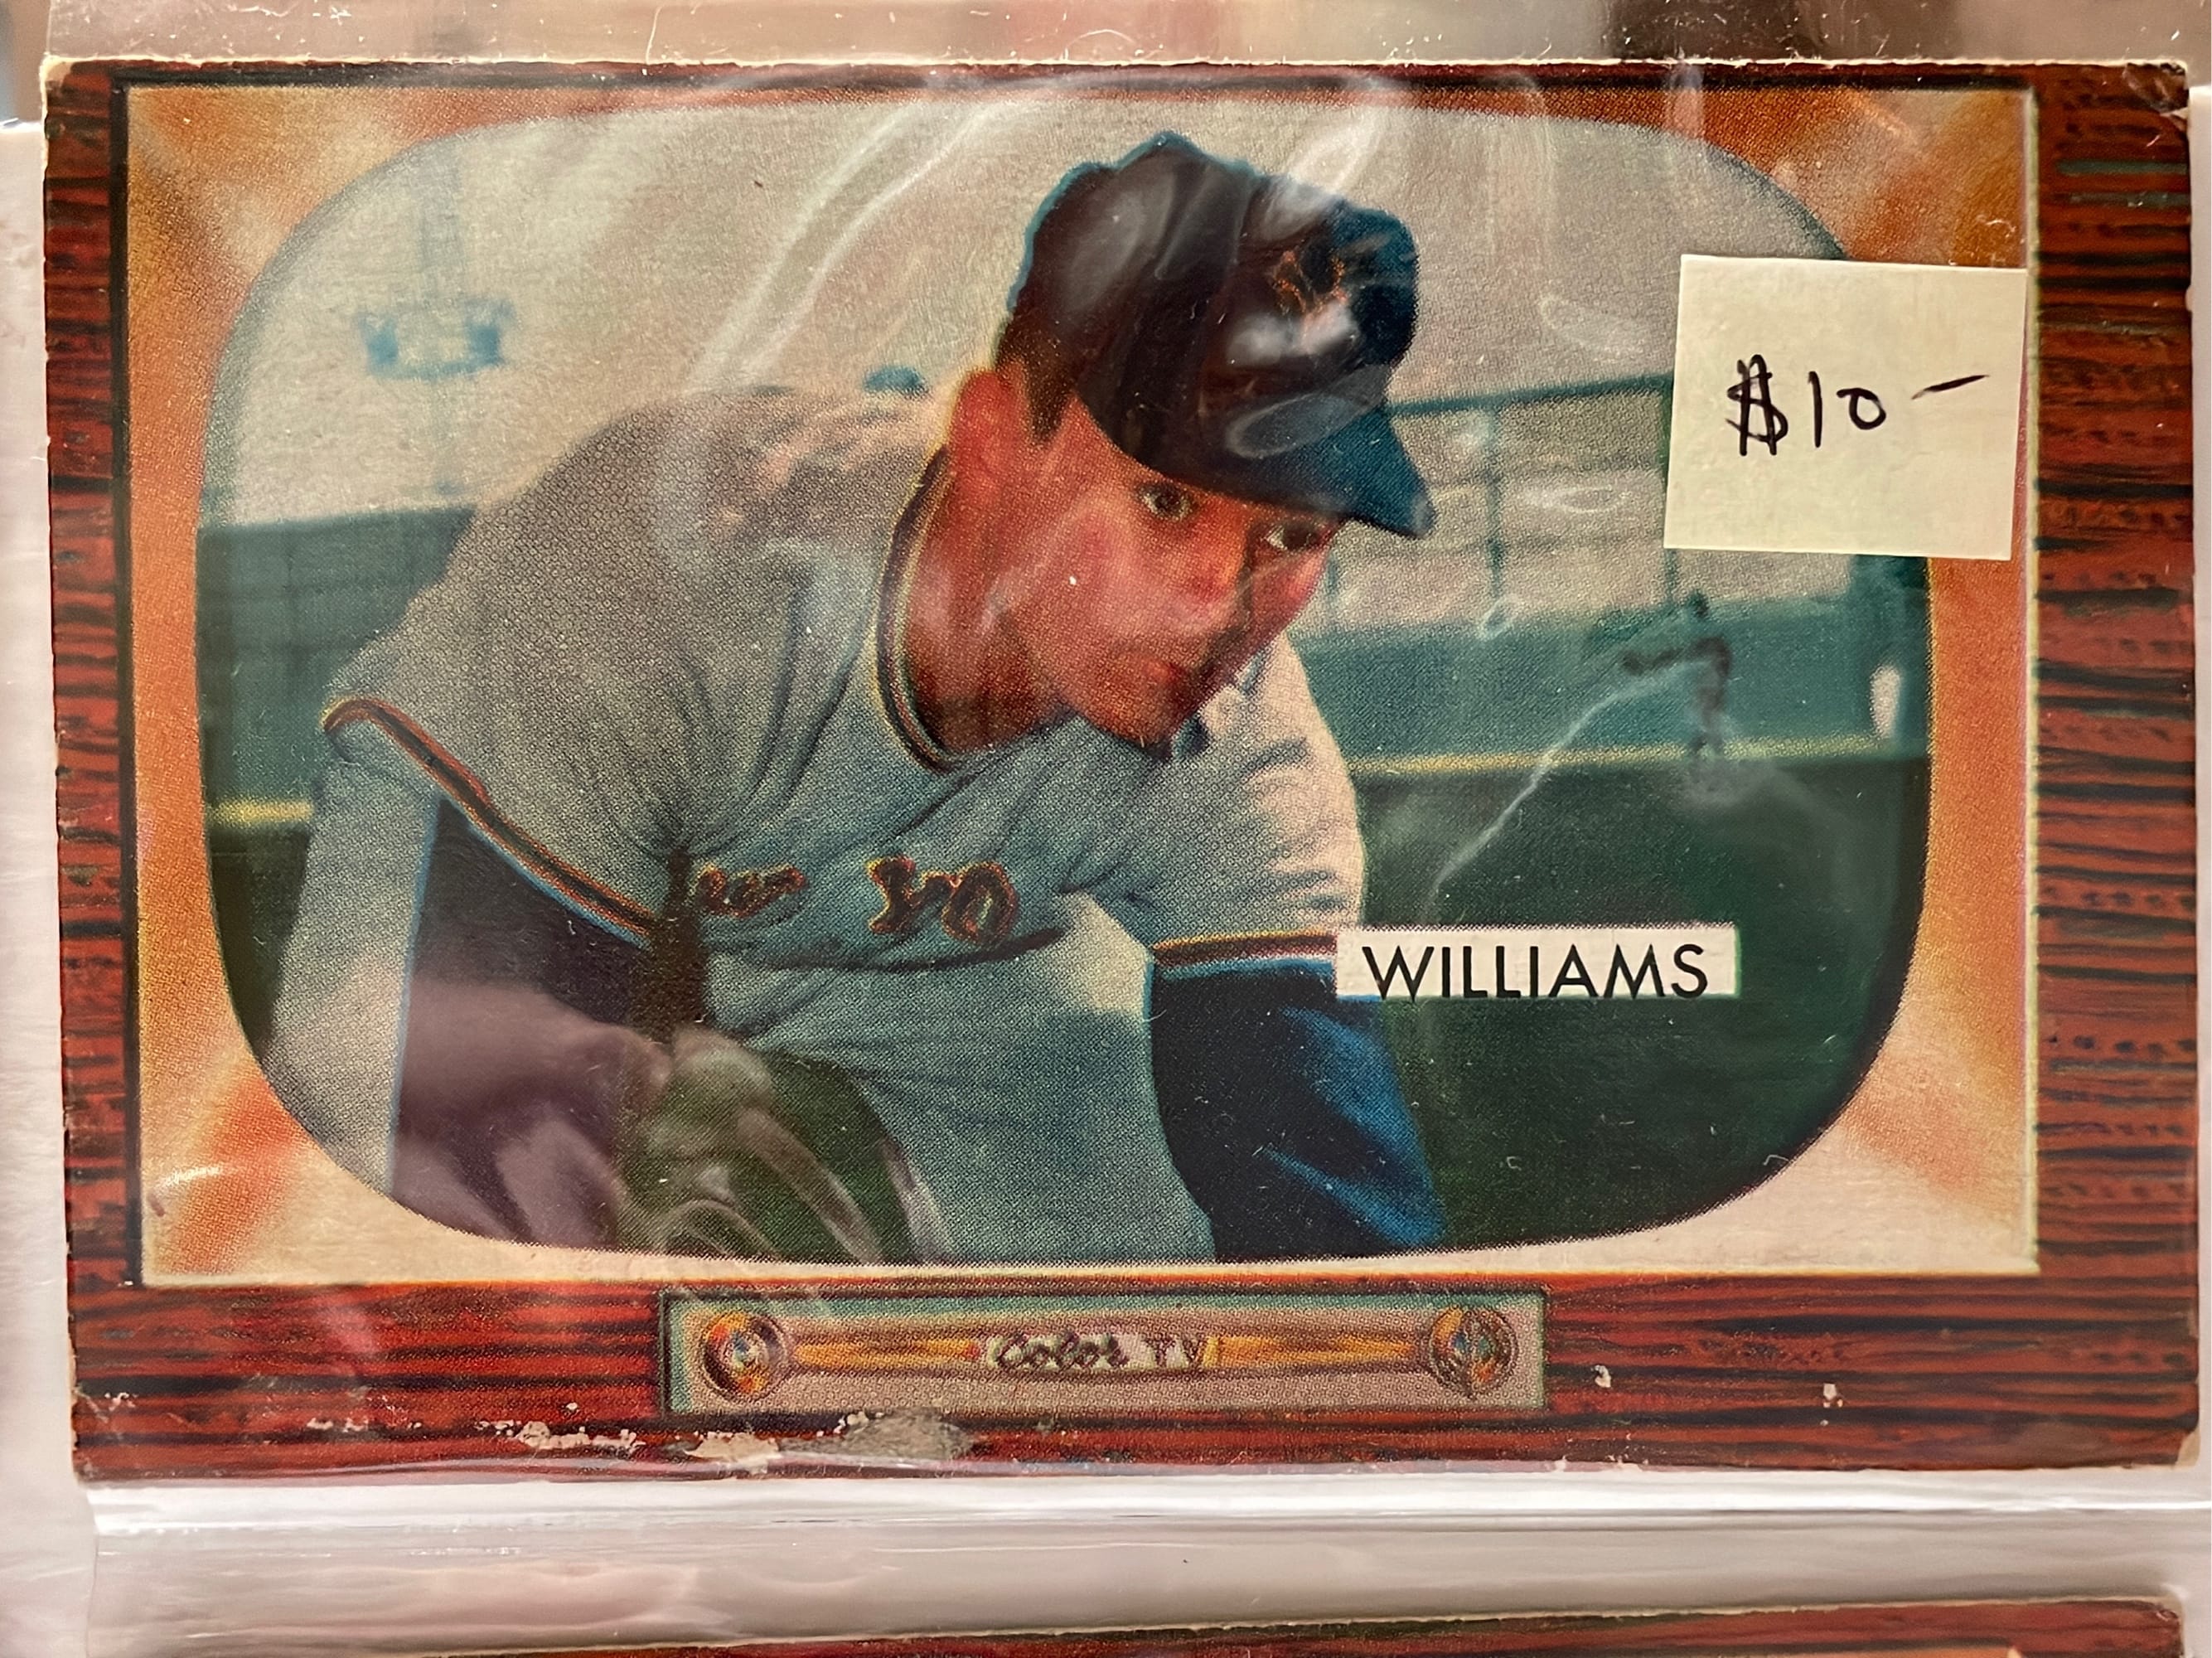 $10-
WILLIAMS
Color TV